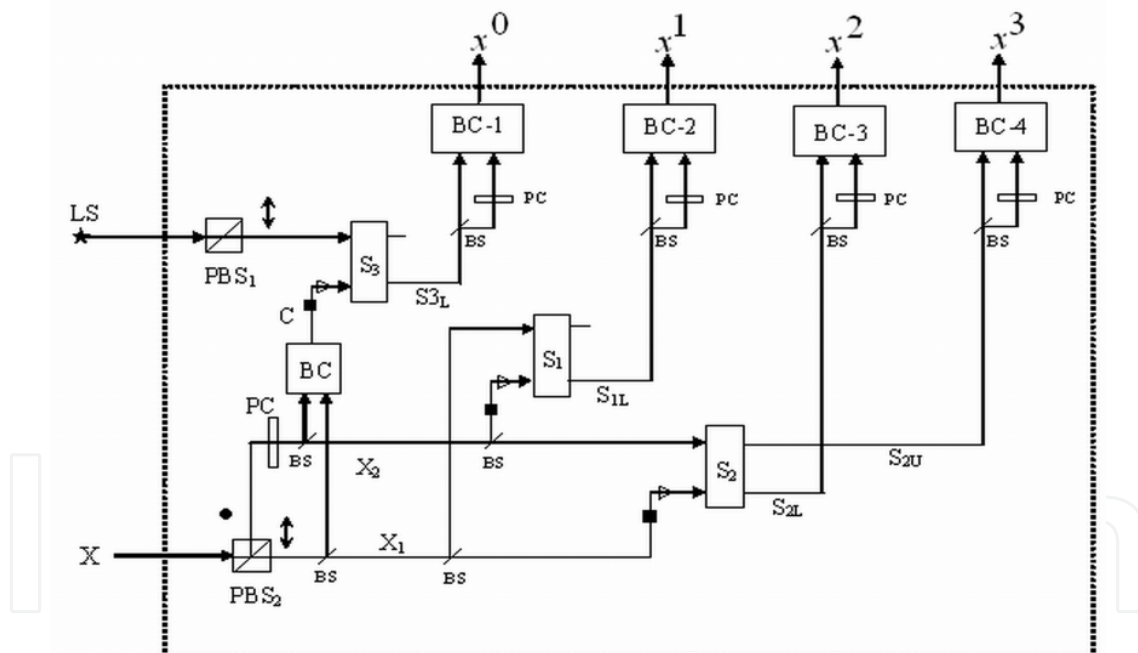 x⁰ x¹ x² x³
BC-1 BC-2 BC-3 BC-4
PC PC PC PC
LS
BS BS BS BS
S₃
PBS₁
S3_L
C
S₁
BC
S₁L
PC
BS X₂ BS
S₂
S₂U
S₂L
X
X₁
PBS₂
BS BS